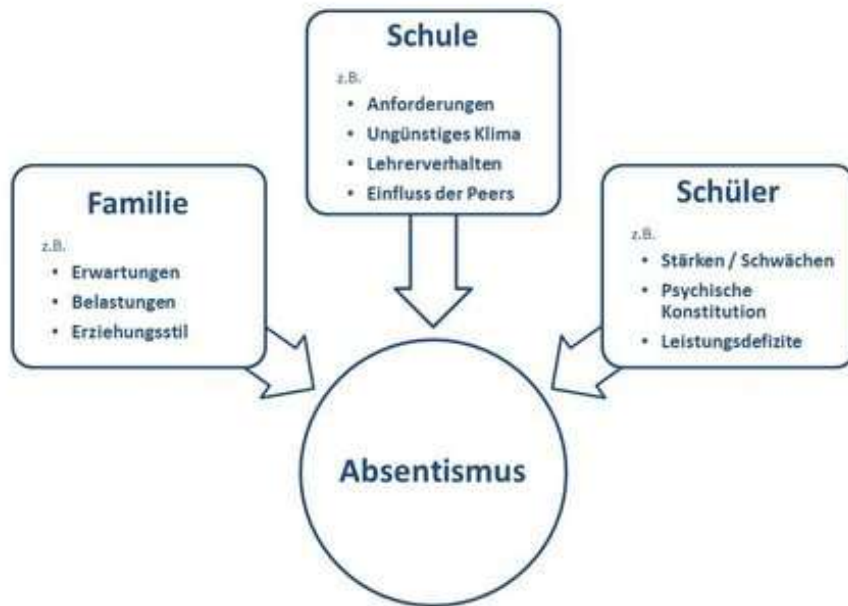 Schule
z.B.
• Anforderungen
• Ungünstiges Klima
• Lehrerverhalten
• Einfluss der Peers
Familie
z.B.
• Erwartungen
• Belastungen
• Erziehungsstil
Schüler
z.B.
• Stärken / Schwächen
• Psychische
Konstitution
• Leistungsdefizite
Absentismus